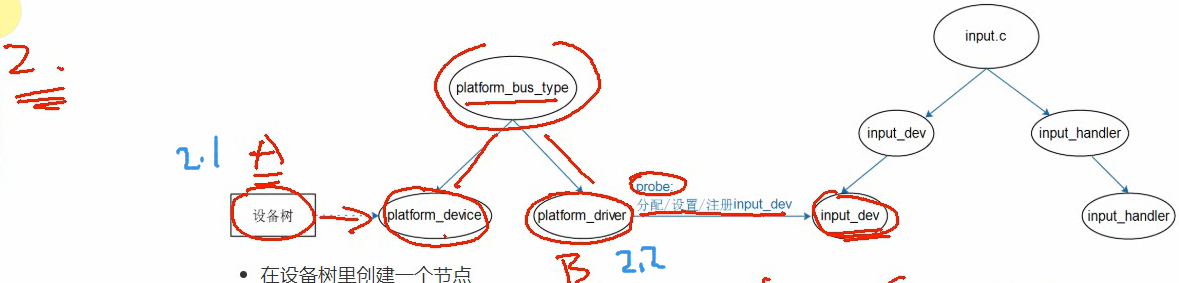 2.
input.c
platform_bus_type
input_dev
input_handler
2.1
A
设备树
platform_device
platform_driver
probe:
分配/设置/注册input_dev
input_dev
input_handler
B
2.2
• 在设备树里创建一个节点